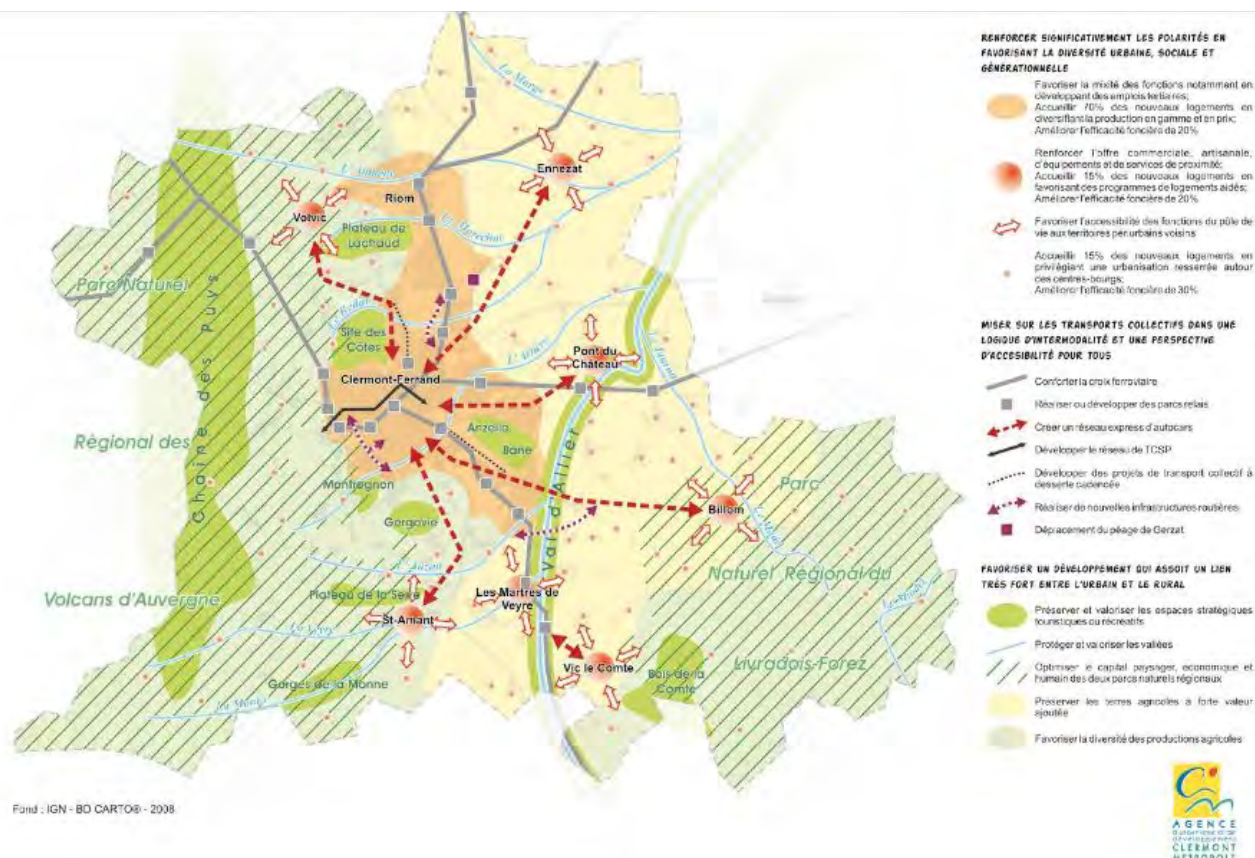 La Morge
Ennezat
L'Ambène
Riom
Volvic
Plateau de
Lachaud
Parc Naturel
Chaîne des Puys
Site des
Côtes
Clermont-Ferrand
L'Artière
Pont du
Château
Régional des
Anzelle
Bane
Montrognon
Gergovie
Val d'Allier
Parc
Billom
L'Auzon
Naturel Régional du
Volcans d'Auvergne
Plateau de la Serre
Les Martres de
Veyre
St-Amant
Vic le Comte
Bois de la
Comté
Livradois-Forez
Gorges de la Monne
La Monne
Fond : IGN - BD CARTO® - 2008
RENFORCER SIGNIFICATIVEMENT LES POLARITÉS EN
FAVORISANT LA DIVERSITÉ URBAINE, SOCIALE ET
GÉNÉRATIONNELLE
Favoriser la mixité des fonctions notamment en
développant des emplois tertiaires;
Accueillir 70% des nouveaux logements en
diversifiant la production en gamme et en prix;
Améliorer l'efficacité foncière de 20%
Renforcer l'offre commerciale, artisanale,
d'équipements et de services de proximité;
Accueillir 15% des nouveaux logements en
favorisant des programmes de logements aidés;
Améliorer l'efficacité foncière de 20%
Favoriser l'accessibilité des fonctions du pôle de
vie aux territoires périurbains voisins
Accueillir 15% des nouveaux logements en
privilégiant une urbanisation resserrée autour
des centres-bourgs;
Améliorer l'efficacité foncière de 30%
MISER SUR LES TRANSPORTS COLLECTIFS DANS UNE
LOGIQUE D'INTERMODALITÉ ET UNE PERSPECTIVE
D'ACCESIBILITÉ POUR TOUS
Conforter la croix ferroviaire
Réaliser ou développer des parcs relais
Créer un réseau express d'autocars
Développer le réseau de TCSP
Développer des projets de transport collectif à
desserte cadencée
Réaliser de nouvelles infrastructures routières
Déplacement du péage de Gerzat
FAVORISER UN DÉVELOPPEMENT QUI ASSOIT UN LIEN
TRÈS FORT ENTRE L'URBAIN ET LE RURAL
Préserver et valoriser les espaces stratégiques
touristiques ou récréatifs
Protéger et valoriser les vallées
Optimiser le capital paysager, économique et
humain des deux parcs naturels régionaux
Préserver les terres agricoles à forte valeur
ajoutée
Favoriser la diversité des productions agricoles
AGENCE
CLERMONT
METROPOLE